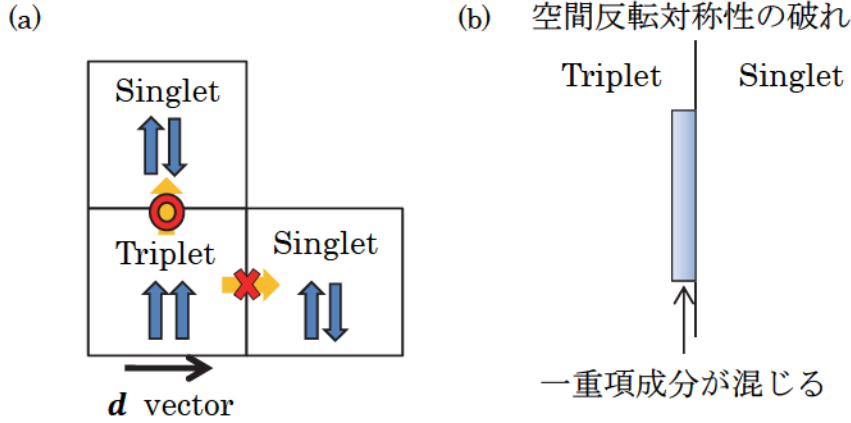 (a)
Singlet
Triplet
Singlet
d vector
(b)
空間反転対称性の破れ
Triplet
Singlet
一重項成分が混じる